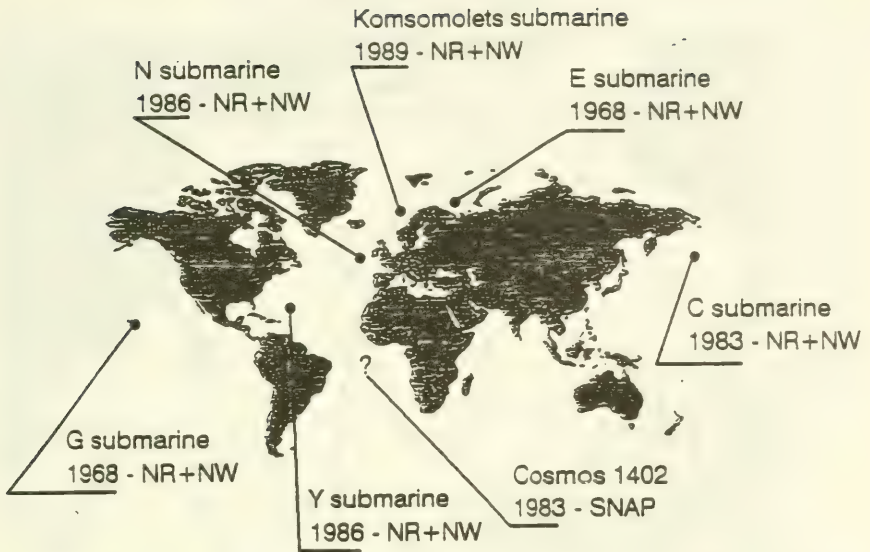 Komsomolets submarine
1989 - NR+NW
N submarine
1986 - NR+NW
E submarine
1968 - NR+NW
C submarine
1983 - NR+NW
?
G submarine
1968 - NR+NW
Y submarine
1986 - NR+NW
Cosmos 1402
1983 - SNAP